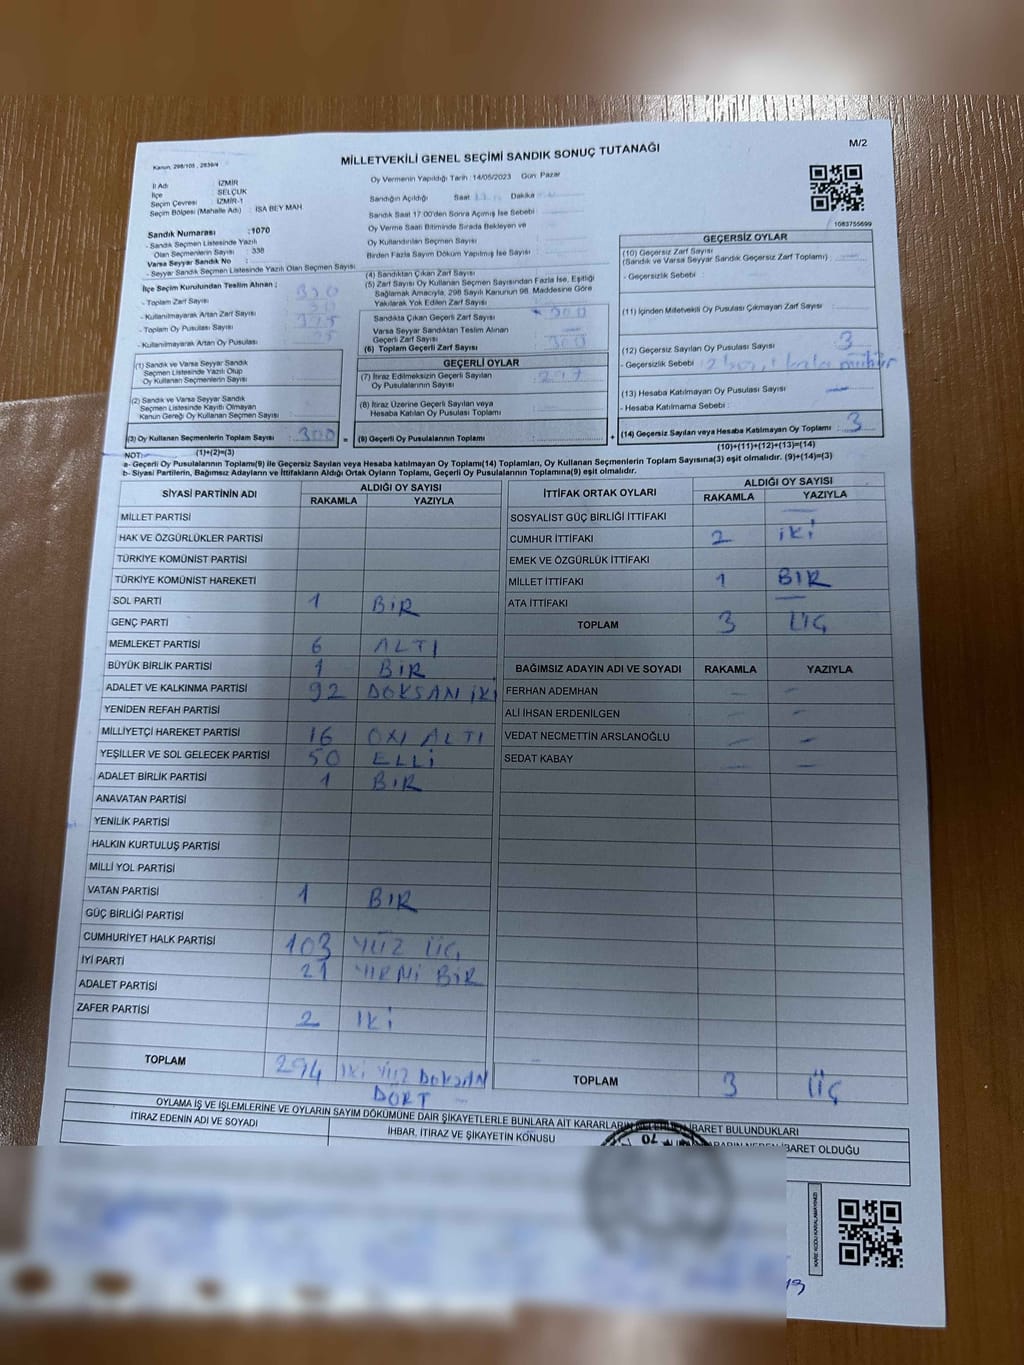 M/2
Kanun, 298/105 , 2839/4
MİLLETVEKİLİ GENEL SEÇİMİ SANDIK SONUÇ TUTANAĞI
İl Adı : İZMİR
İlçe : SELÇUK
Seçim Çevresi : İZMİR-1
Seçim Bölgesi (Mahalle Adı) : İSA BEY MAH.
Sandık Numarası :1070
- Sandık Seçmen Listesinde Yazılı
Olan Seçmenlerin Sayısı : 338
Varsa Seyyar Sandık No :
- Seyyar Sandık Seçmen Listesinde Yazılı Olan Seçmen Sayısı
İlçe Seçim Kurulundan Teslim Alınan ;
- Toplam Zarf Sayısı
- Kullanılmayarak Artan Zarf Sayısı
- Toplam Oy Pusulası Sayısı
- Kullanılmayarak Artan Oy Pusulası
(1) Sandık ve Varsa Seyyar Sandık
Seçmen Listesinde Yazılı Olup
Oy Kullanan Seçmenlerin Sayısı
(2) Sandık ve Varsa Seyyar Sandık
Seçmen Listesinde Kayıtlı Olmayan
Kanun Gereği Oy Kullanan Seçmen Sayısı
(3) Oy Kullanan Seçmenlerin Toplam Sayısı : 300 =
Oy Vermenin Yapıldığı Tarih : 14/05/2023 Gün: Pazar
Sandığın Açıldığı Saat Dakika
Sandık Saat 17.00'den Sonra Açımış İse Sebebi
Oy Verme Saati Bitiminde Sırada Bekleyen ve
Oy Kullandırılan Seçmen Sayısı
Birden Fazla Sayım Döküm Yapılmış İse Sayısı
(4) Sandıktan Çıkan Zarf Sayısı
(5) Zarf Sayısı Oy Kullanan Seçmen Sayısından Fazla İse, Eşitliği
Sağlamak Amacıyla, 298 Sayılı Kanunun 98. Maddesine Göre
Yakılarak Yok Edilen Zarf Sayısı
Sandıkta Çıkan Geçerli Zarf Sayısı 300
Varsa Seyyar Sandıktan Teslim Alınan
Geçerli Zarf Sayısı
(6) Toplam Geçerli Zarf Sayısı 300
GEÇERLİ OYLAR
(7) İtiraz Edilmeksizin Geçerli Sayılan
Oy Pusulalarının Sayısı : 297
(8) İtiraz Üzerine Geçerli Sayılan veya
Hesaba Katılan Oy Pusulası Toplamı
(9) Geçerli Oy Pusulalarının Toplamı : +
1083755699
GEÇERSİZ OYLAR
(10) Geçersiz Zarf Sayısı
(Sandık ve Varsa Seyyar Sandık Geçersiz Zarf Toplamı)
- Geçersizlik Sebebi :
(11) İçinden Milletvekili Oy Pusulası Çıkmayan Zarf Sayısı
(12) Geçersiz Sayılan Oy Pusulası Sayısı : 3
- Geçersizlik Sebebi mühür
(13) Hesaba Katılmayan Oy Pusulası Sayısı
- Hesaba Katılmama Sebebi :
(14) Geçersiz Sayılan veya Hesaba Katılmayan Oy Toplamı : 3
NOT: (1)+(2)=(3)
(10)+(11)+(12)+(13)=(14)
a- Geçerli Oy Pusulalarının Toplamı(9) ile Geçersiz Sayılan veya Hesaba katılmayan Oy Toplamı(14) Toplamları, Oy Kullanan Seçmenlerin Toplam Sayısına(3) eşit olmalıdır. (9)+(14)=(3)
b- Siyasi Partilerin, Bağımsız Adayların ve İttifakların Aldığı Ortak Oyların Toplamı, Geçerli Oy Pusulalarının Toplamına(9) eşit olmalıdır.
SİYASİ PARTİNİN ADI ALDIĞI OY SAYISI
RAKAMLA YAZIYLA
MİLLET PARTİSİ
HAK VE ÖZGÜRLÜKLER PARTİSİ
TÜRKİYE KOMÜNİST PARTİSİ
TÜRKİYE KOMÜNİST HAREKETİ
SOL PARTİ 1 BİR
GENÇ PARTİ
MEMLEKET PARTİSİ 6 ALTI
BÜYÜK BİRLİK PARTİSİ 1 BİR
ADALET VE KALKINMA PARTİSİ 92 DOKSAN İKİ
YENİDEN REFAH PARTİSİ
MİLLİYETÇİ HAREKET PARTİSİ 16 ON ALTI
YEŞİLLER VE SOL GELECEK PARTİSİ 50 ELLİ
ADALET BİRLİK PARTİSİ 1 BIR
ANAVATAN PARTİSİ
YENİLİK PARTİSİ
HALKIN KURTULUŞ PARTİSİ
MİLLİ YOL PARTİSİ
VATAN PARTİSİ 1 BIR
GÜÇ BİRLİĞİ PARTİSİ
CUMHURİYET HALK PARTİSİ 103 YÜZ ÜÇ
İYİ PARTİ 21 YİRMİ BİR
ADALET PARTİSİ
ZAFER PARTİSİ 2 İKİ
TOPLAM 294 İKİ YÜZ DOKSAN
DÖRT
İTTİFAK ORTAK OYLARI ALDIĞI OY SAYISI
RAKAMLA YAZIYLA
SOSYALİST GÜÇ BİRLİĞİ İTTİFAKI
CUMHUR İTTİFAKI 2 İKİ
EMEK VE ÖZGÜRLÜK İTTİFAKI
MİLLET İTTİFAKI 1 BIR
ATA İTTİFAKI
TOPLAM 3 ÜÇ
BAĞIMSIZ ADAYIN ADI VE SOYADI RAKAMLA YAZIYLA
FERHAN ADEMHAN
ALİ İHSAN ERDENİLGEN
VEDAT NECMETTİN ARSLANOĞLU
SEDAT KABAY
TOPLAM 3 ÜÇ
OYLAMA İŞ VE İŞLEMLERİNE VE OYLARIN SAYIM DÖKÜMÜNE DAİR ŞİKAYETLERLE BUNLARA AİT KARARLARIN İBARET BULUNDUKLARI
İTİRAZ EDENİN ADI VE SOYADI
İHBAR, İTİRAZ VE ŞİKAYETİN KONUSU
İBARET OLDUĞU
KARE KODU KARALAMAYINIZ!